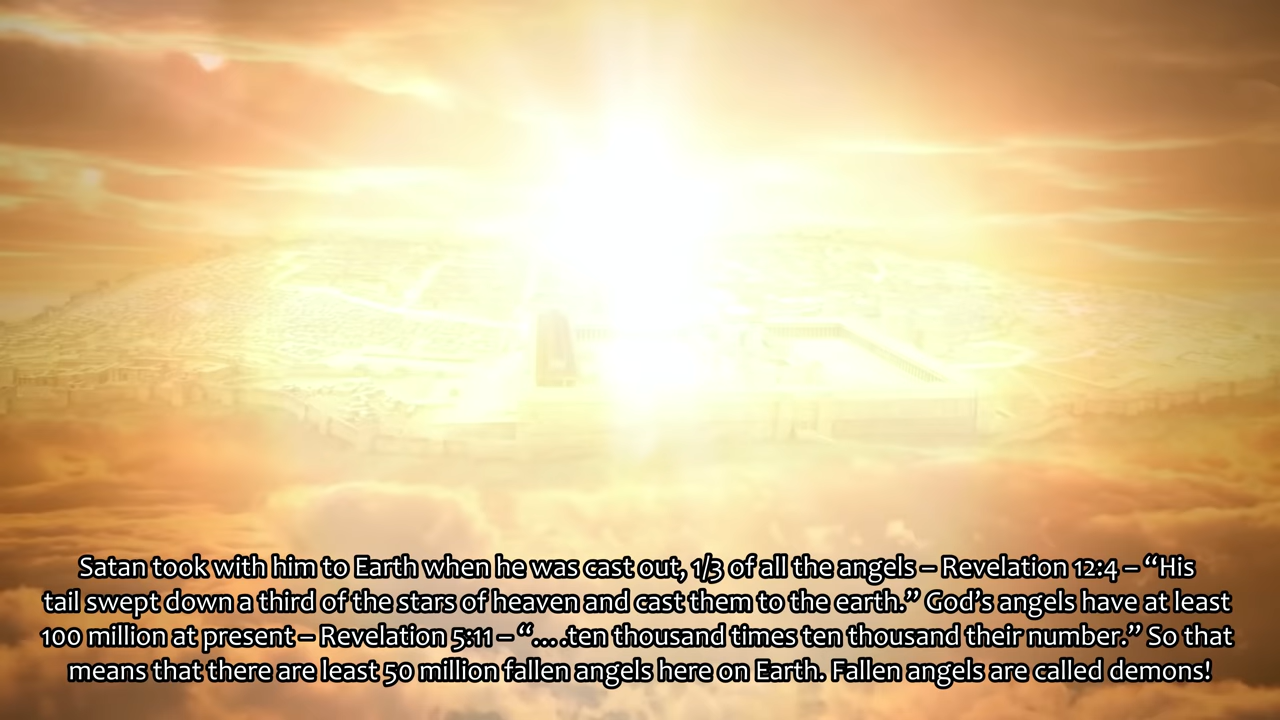 Satan took with him to Earth when he was cast out, 1/3 of all the angels – Revelation 12:4 – “His
tail swept down a third of the stars of heaven and cast them to the earth.” God’s angels have at least
100 million at present – Revelation 5:11 – “… .ten thousand times ten thousand their number.” So that
means that there are least 50 million fallen angels here on Earth. Fallen angels are called demons!